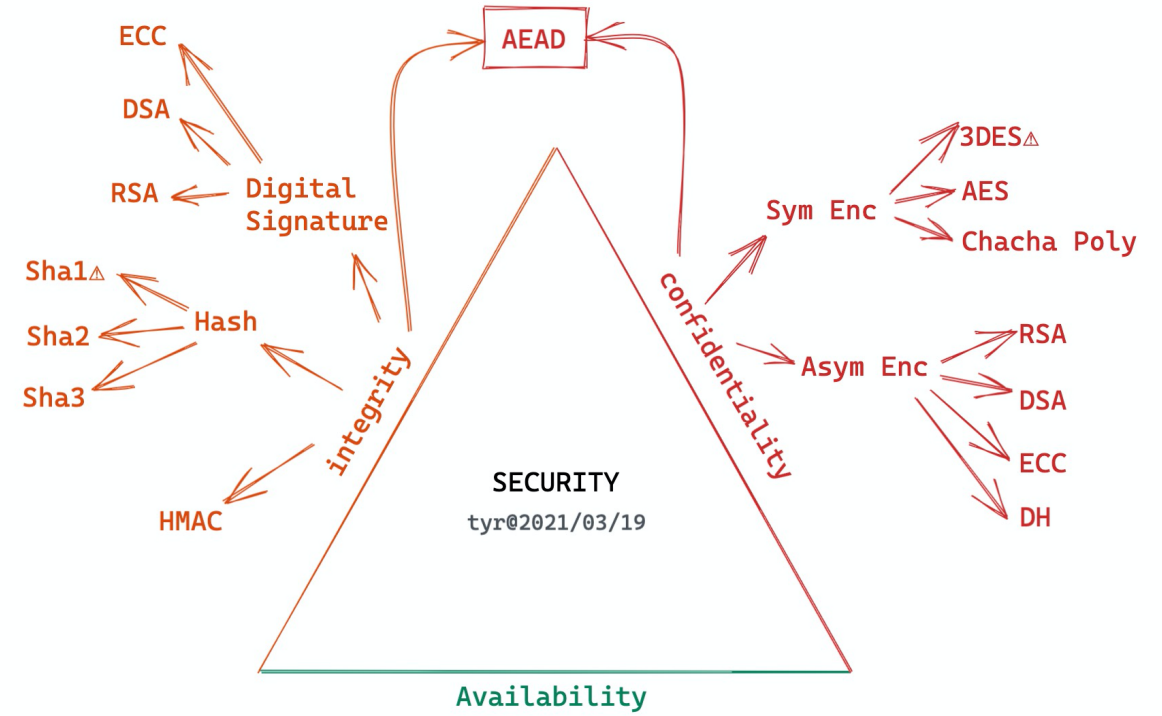 AEAD
ECC
DSA
RSA
Digital
Signature
Sha1⚠
Sha2
Sha3
Hash
HMAC
integrity
confidentiality
Sym Enc
3DES⚠
AES
Chacha Poly
Asym Enc
RSA
DSA
ECC
DH
SECURITY
tyr@2021/03/19
Availability